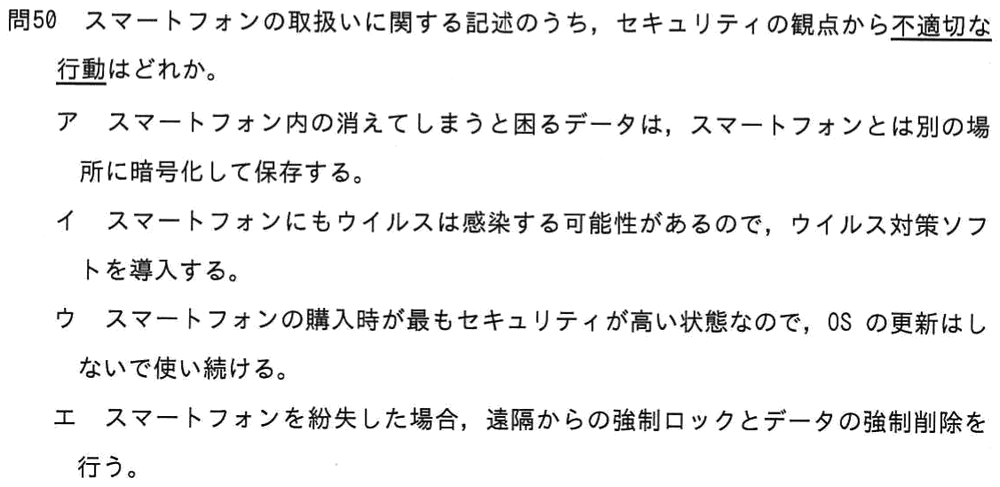 問50 スマートフォンの取扱いに関する記述のうち，セキュリティの観点から不適切な
行動はどれか。
ア スマートフォン内の消えてしまうと困るデータは，スマートフォンとは別の場
所に暗号化して保存する。
イ スマートフォンにもウイルスは感染する可能性があるので，ウイルス対策ソフ
トを導入する。
ウ スマートフォンの購入時が最もセキュリティが高い状態なので，OS の更新はし
ないで使い続ける。
エ スマートフォンを紛失した場合，遠隔からの強制ロックとデータの強制削除を
行う。